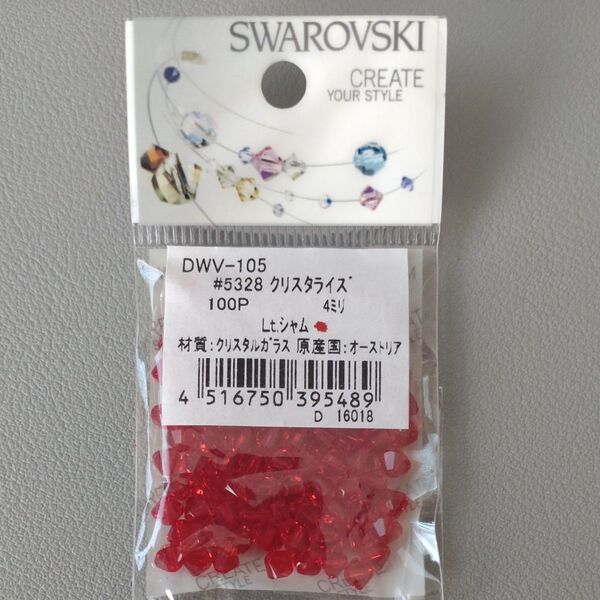 SWAROVSKI
CREATE
YOUR STYLE
DWV-105
#5328 クリスタライズ
100P 4ミリ
Lt.シャム
材質:クリスタルガラス 原産国:オーストリア
4 516750 395489
D 16018
CREATE
STYLE